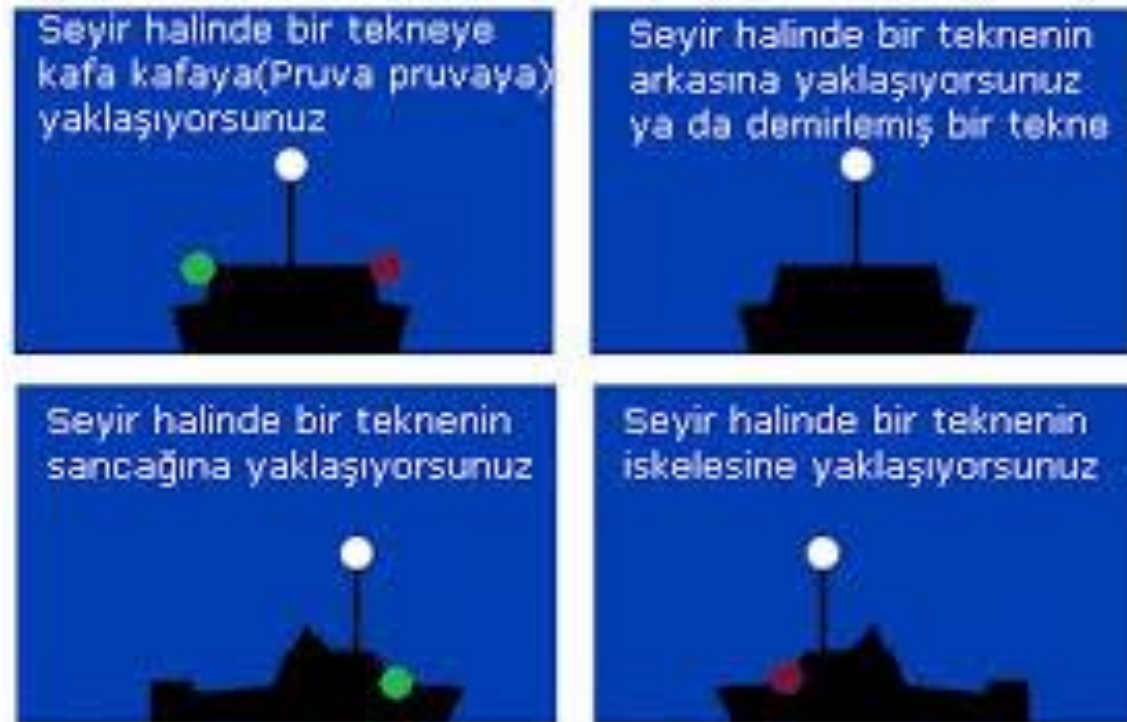 Seyir halinde bir tekneye
kafa kafaya(Pruva pruvaya)
yaklaşıyorsunuz
Seyir halinde bir teknenin
arkasına yaklaşıyorsunuz
ya da demirlemiş bir tekne
Seyir halinde bir teknenin
sancağına yaklaşıyorsunuz
Seyir halinde bir teknenin
iskelesine yaklaşıyorsunuz